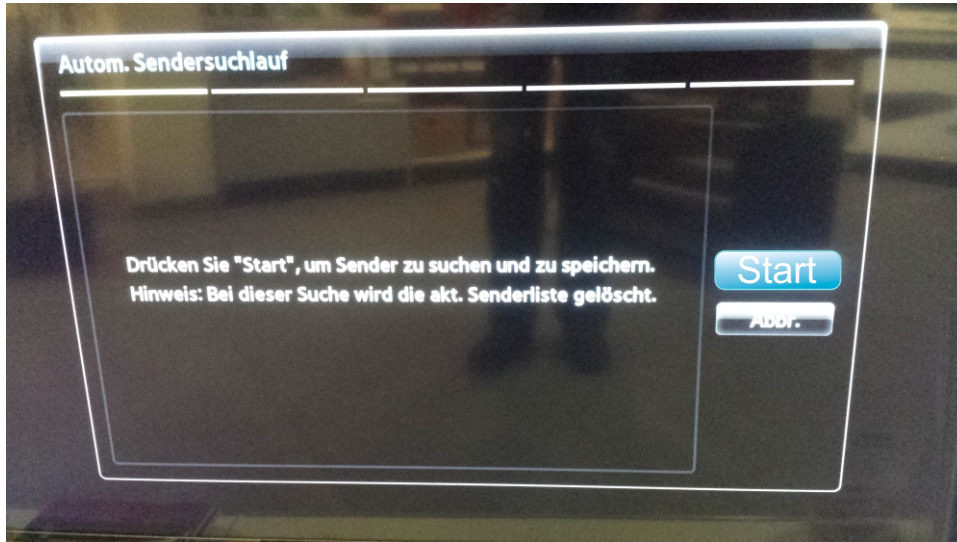 Autom. Sendersuchlauf
Drücken Sie "Start", um Sender zu suchen und zu speichern.
Hinweis: Bei dieser Suche wird die akt. Senderliste gelöscht.
Start
Abbr.